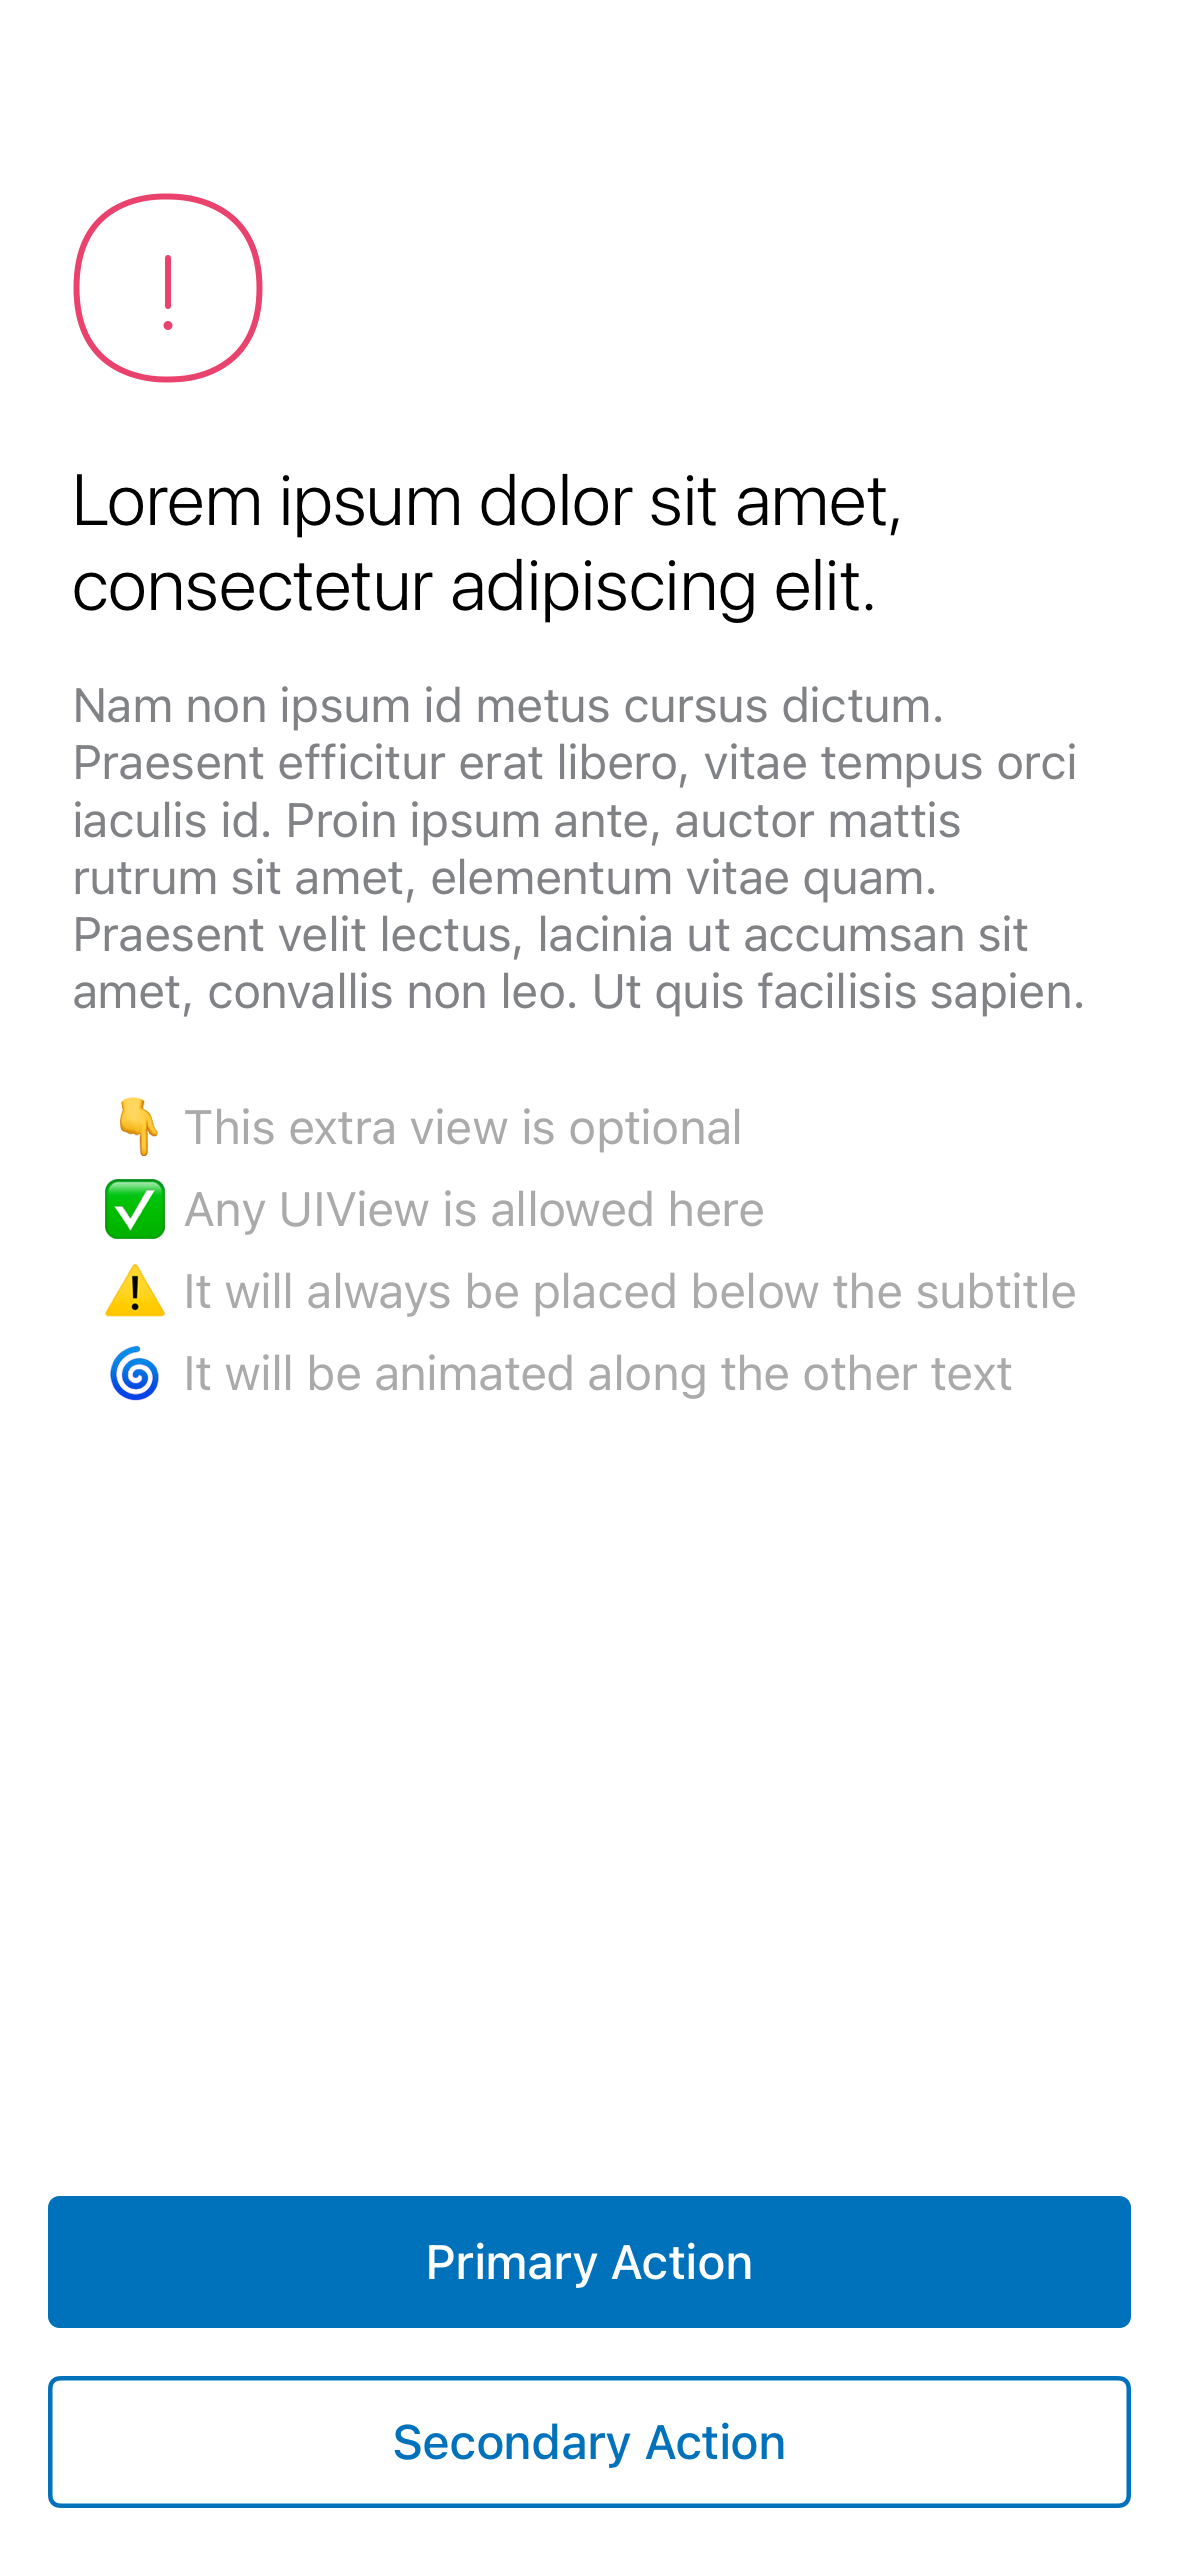 Lorem ipsum dolor sit amet,
consectetur adipiscing elit.
Nam non ipsum id metus cursus dictum.
Praesent efficitur erat libero, vitae tempus orci
iaculis id. Proin ipsum ante, auctor mattis
rutrum sit amet, elementum vitae quam.
Praesent velit lectus, lacinia ut accumsan sit
amet, convallis non leo. Ut quis facilisis sapien.
👇 This extra view is optional
✅ Any UIView is allowed here
⚠️ It will always be placed below the subtitle
🌀 It will be animated along the other text
Primary Action
Secondary Action